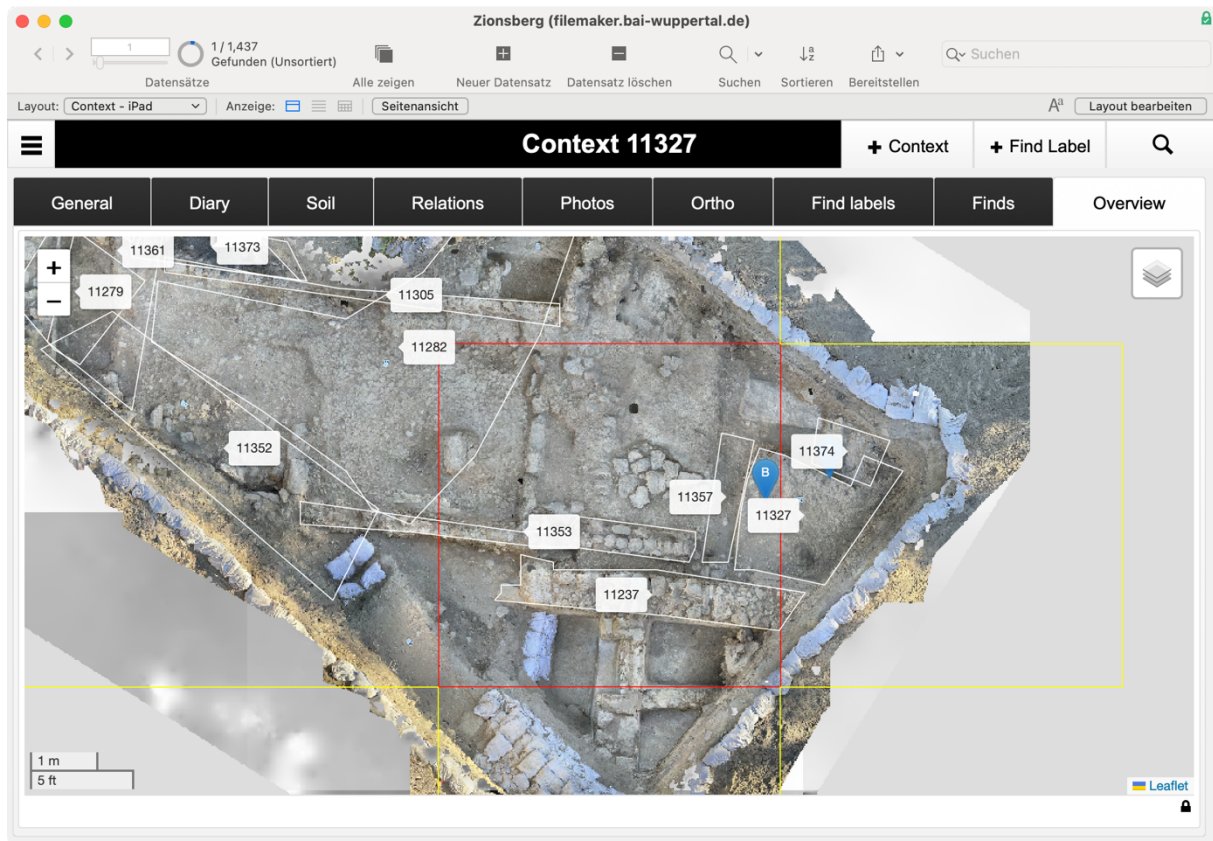 Zionsberg (filemaker.bai-wuppertal.de)
1
1 / 1,437
Gefunden (Unsortiert)
Suchen
Datensätze
Alle zeigen
Neuer Datensatz
Datensatz löschen
Suchen
Sortieren
Bereitstellen
Layout: Context - iPad
Anzeige:
Seitenansicht
Aa
Layout bearbeiten
Context 11327
+ Context
+ Find Label
General
Diary
Soil
Relations
Photos
Ortho
Find labels
Finds
Overview
+
−
11361
11373
11279
11305
11282
11352
11374
B
11357
11327
11353
11237
1 m
5 ft
Leaflet